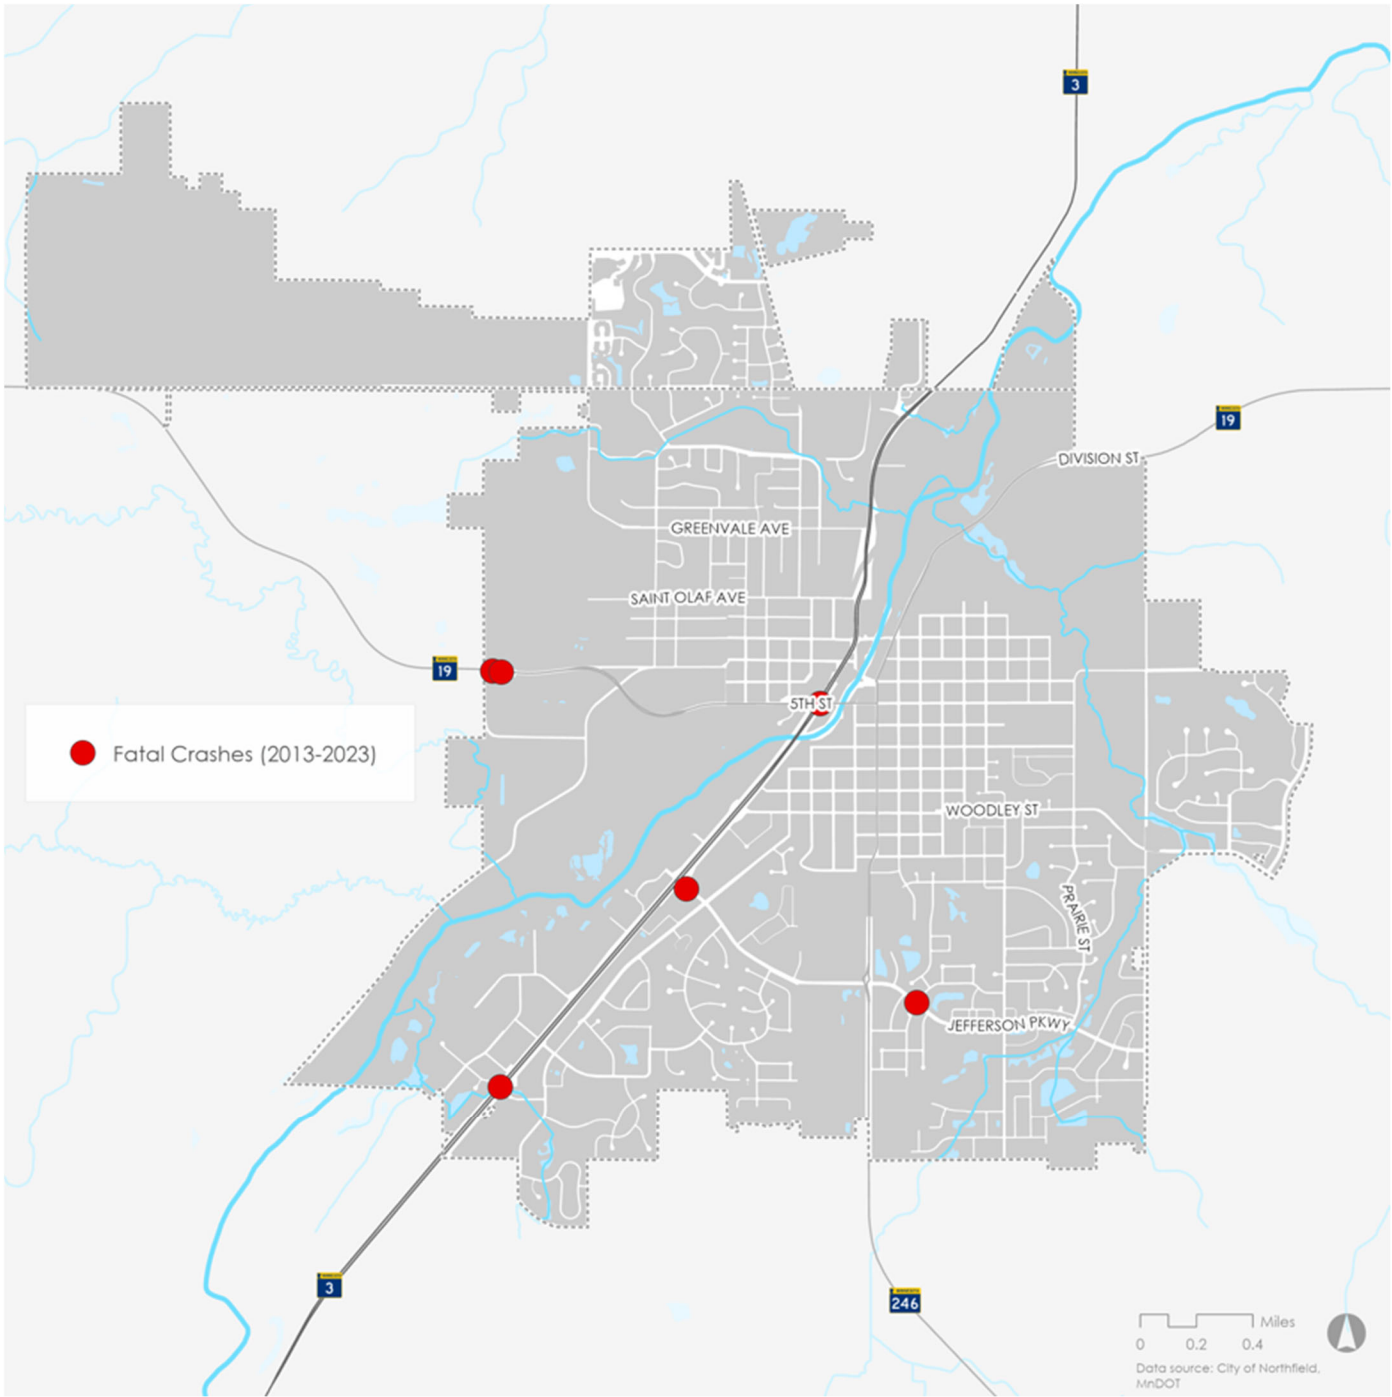 3
19
DIVISION ST
GREENVALE AVE
SAINT OLAF AVE
19
5TH ST
Fatal Crashes (2013-2023)
WOODLEY ST
PRAIRIE ST
JEFFERSON PKWY
3
246
Miles
0 0.2 0.4
Data source: City of Northfield,
MnDOT